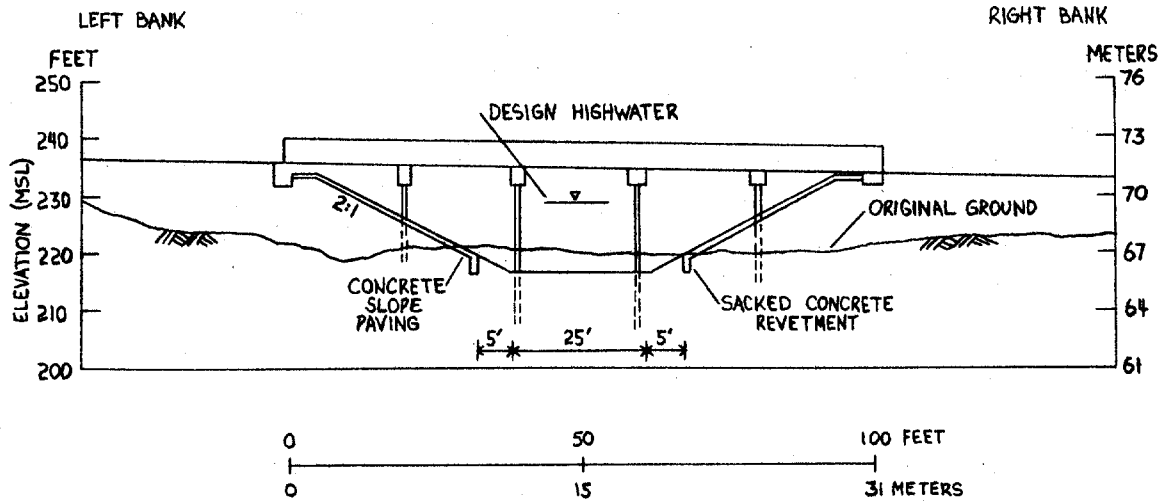 LEFT BANK
RIGHT BANK
FEET
METERS
250
76
DESIGN HIGHWATER
240
73
230
70
2:1
ORIGINAL GROUND
220
67
CONCRETE
SLOPE
PAVING
SACKED CONCRETE
REVETMENT
210
64
5'
25'
5'
200
61
ELEVATION (MSL)
0
50
100 FEET
0
15
31 METERS